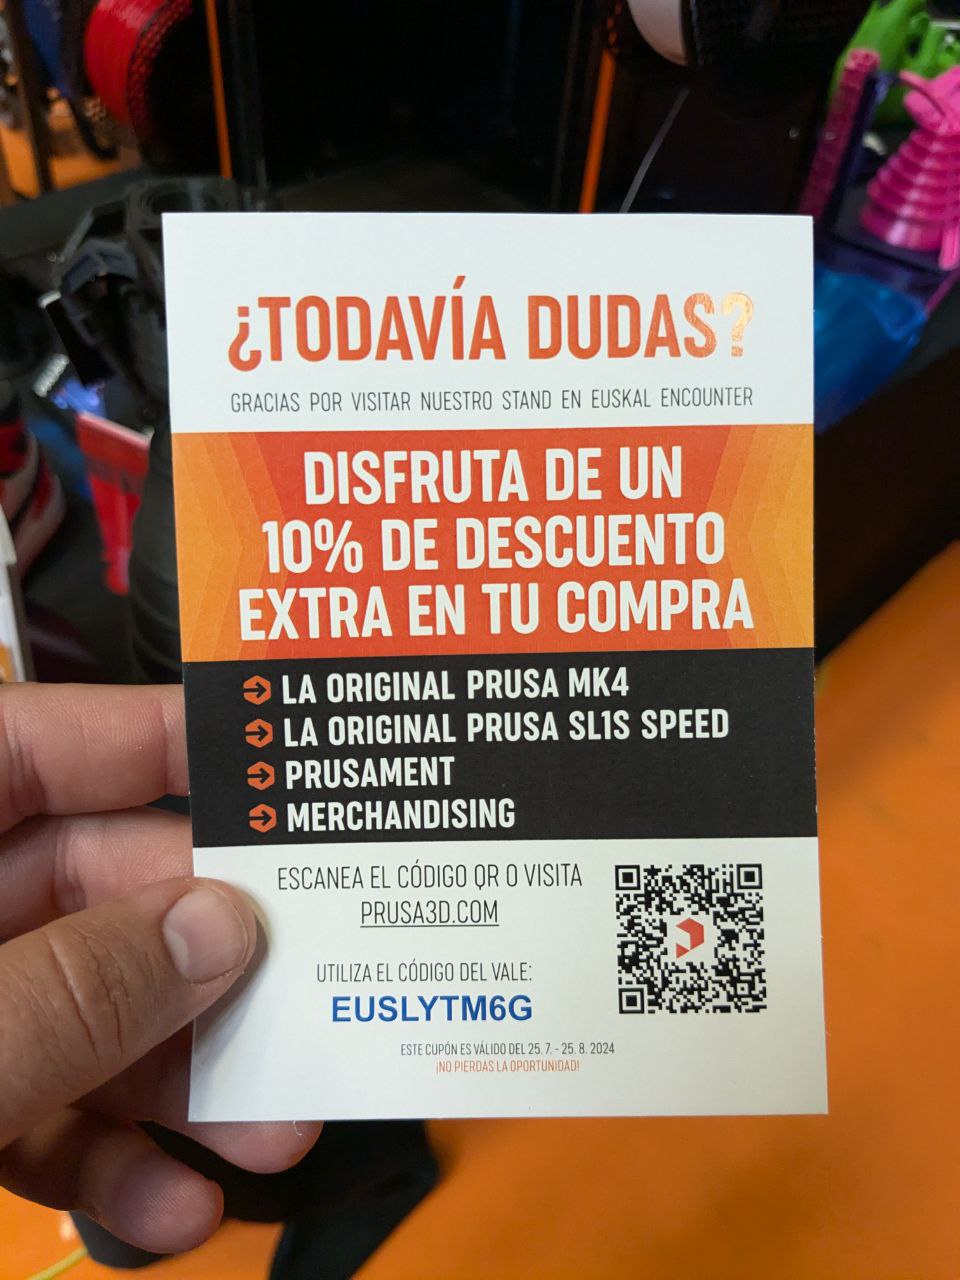 ¿TODAVÍA DUDAS?
GRACIAS POR VISITAR NUESTRO STAND EN EUSKAL ENCOUNTER
DISFRUTA DE UN
10% DE DESCUENTO
EXTRA EN TU COMPRA
LA ORIGINAL PRUSA MK4
LA ORIGINAL PRUSA SL1S SPEED
PRUSAMENT
MERCHANDISING
ESCANEA EL CÓDIGO QR O VISITA
PRUSA3D.COM
UTILIZA EL CÓDIGO DEL VALE:
EUSLYTM6G
ESTE CUPÓN ES VÁLIDO DEL 25. 7. - 25. 8. 2024
¡NO PIERDAS LA OPORTUNIDAD!